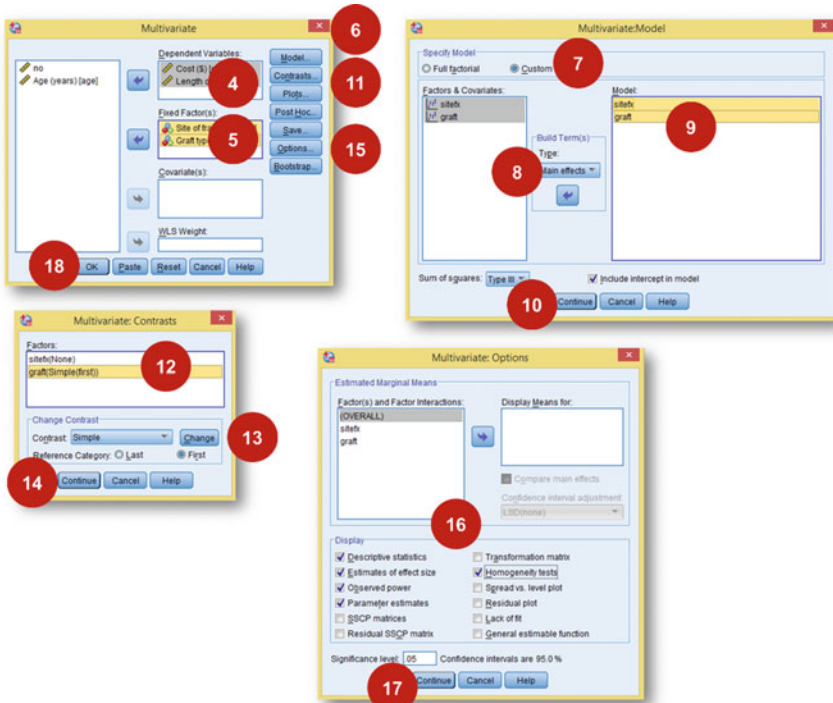 Multivariate
6
no
Age (years) [age]
Dependent Variables:
Cost ($)
Length
4
Model...
Contrasts...
11
Plots...
Post Hoc...
Save...
Options...
15
Bootstrap...
Fixed Factor(s):
Site of
Graft
5
Covariate(s):
WLS Weight:
18
OK
Paste
Reset
Cancel
Help
Multivariate:Model
Specify Model
Full factorial
Custom
7
Factors & Covariates:
sitefx
graft
Model:
sitefx
graft
9
Build Term(s)
Type:
8
Main effects
Sum of squares:
Type III
Include intercept in model
10
Continue
Cancel
Help
Multivariate: Contrasts
Factors:
sitefx(None)
graft(Simple(first))
12
Change Contrast
Contrast:
Simple
Change
13
Reference Category:
Last
First
14
Continue
Cancel
Help
Multivariate: Options
Estimated Marginal Means
Factor(s) and Factor Interactions:
(OVERALL)
sitefx
graft
Display Means for:
Compare main effects
Confidence interval adjustment:
LSD(none)
16
Display
Descriptive statistics
Transformation matrix
Estimates of effect size
Homogeneity tests
Observed power
Spread vs. level plot
Parameter estimates
Residual plot
SSCP matrices
Lack of fit
Residual SSCP matrix
General estimable function
Significance level: .05 Confidence intervals are 95.0 %
17
Continue
Cancel
Help